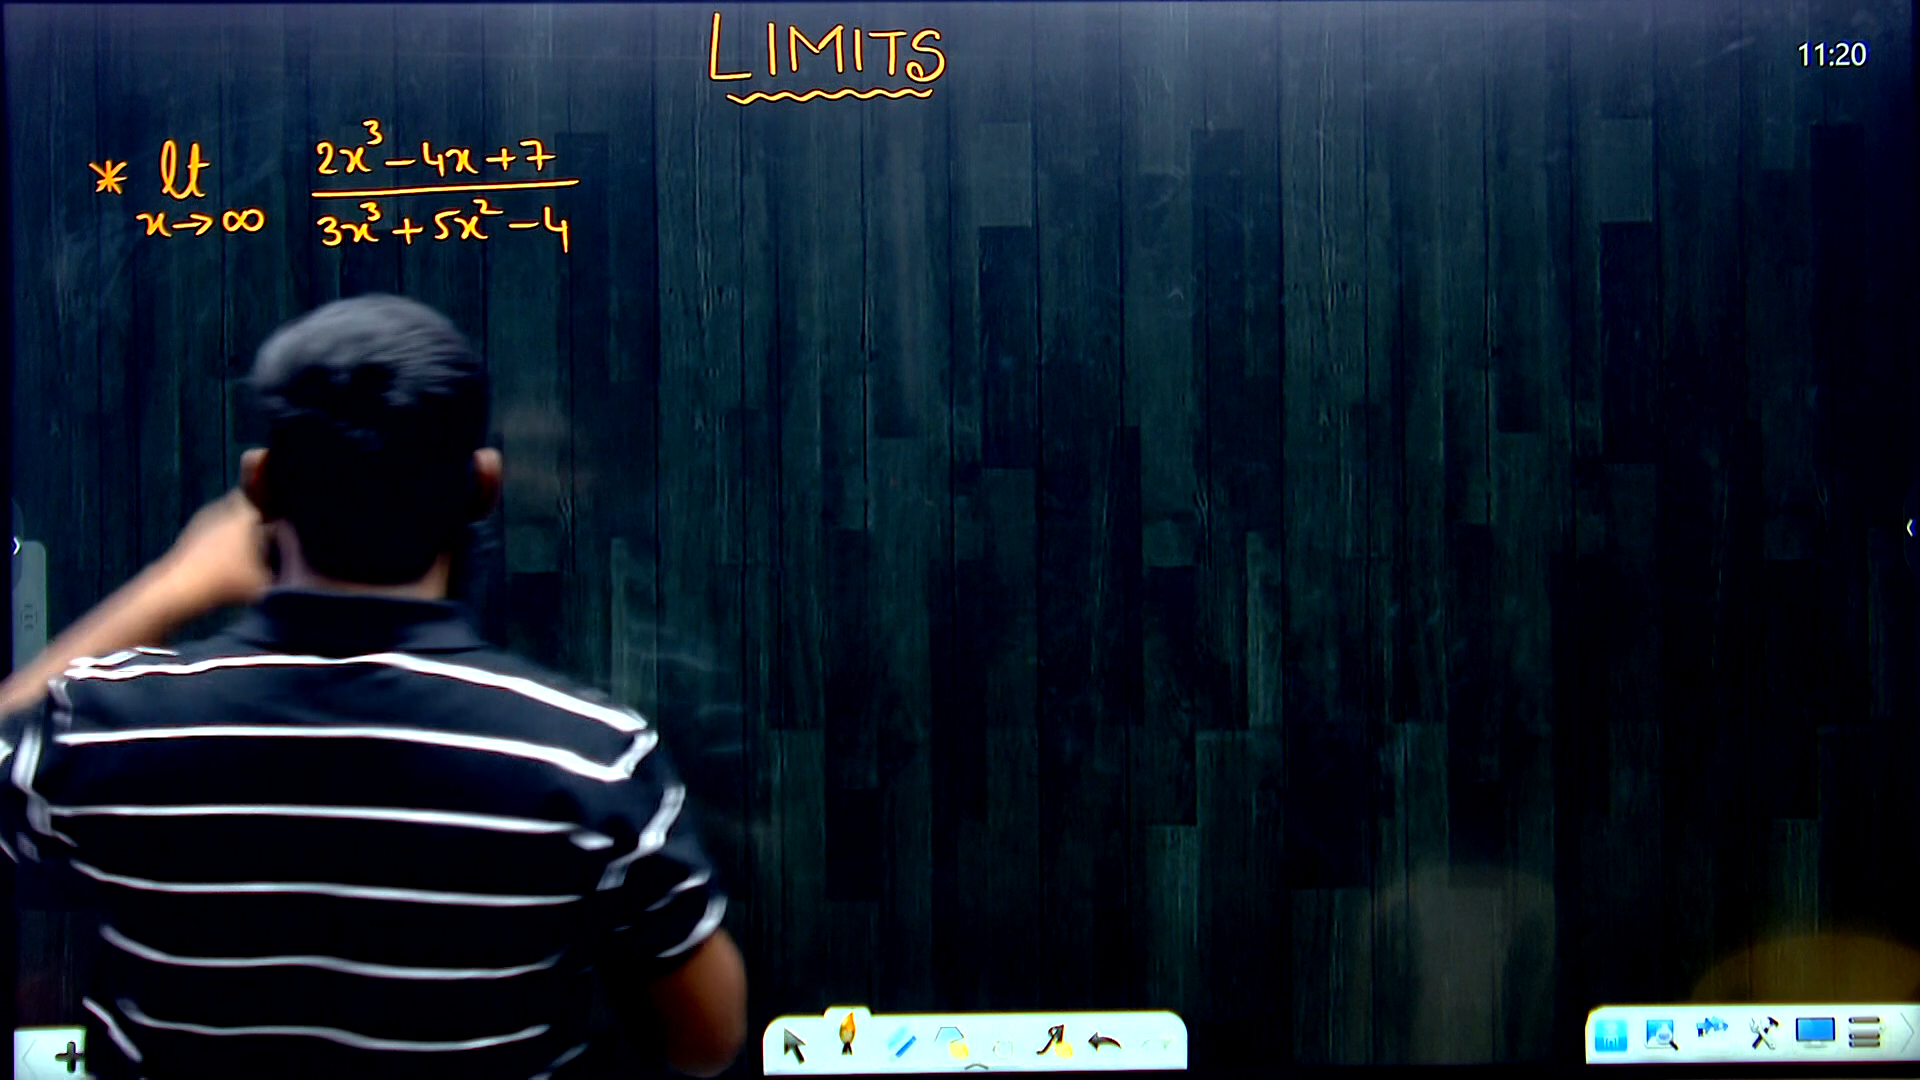 LIMITS
11:20
* lt x→∞ (2x³ - 4x + 7)/(3x³ + 5x² - 4)